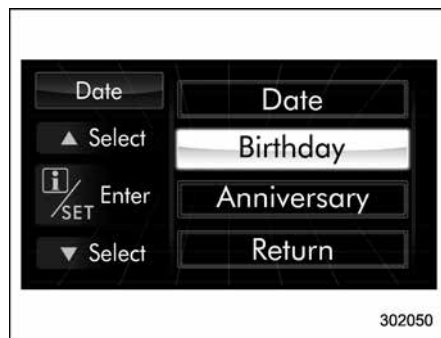 Date
▲ Select
i/SET Enter
▼ Select
Date
Birthday
Anniversary
Return
302050